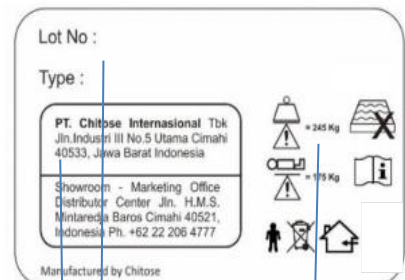 Lot No :
Type :
PT. Chitose Internasional Tbk
Jln.Industri III No.5 Utama Cimahi
40533, Jawa Barat Indonesia
Showroom - Marketing Office
Distributor Center Jln. H.M.S.
Mintaredja Baros Cimahi 40521,
Indonesia Ph. +62 22 206 4777
= 245 Kg
= 175 Kg
i
Manufactured by Chitose